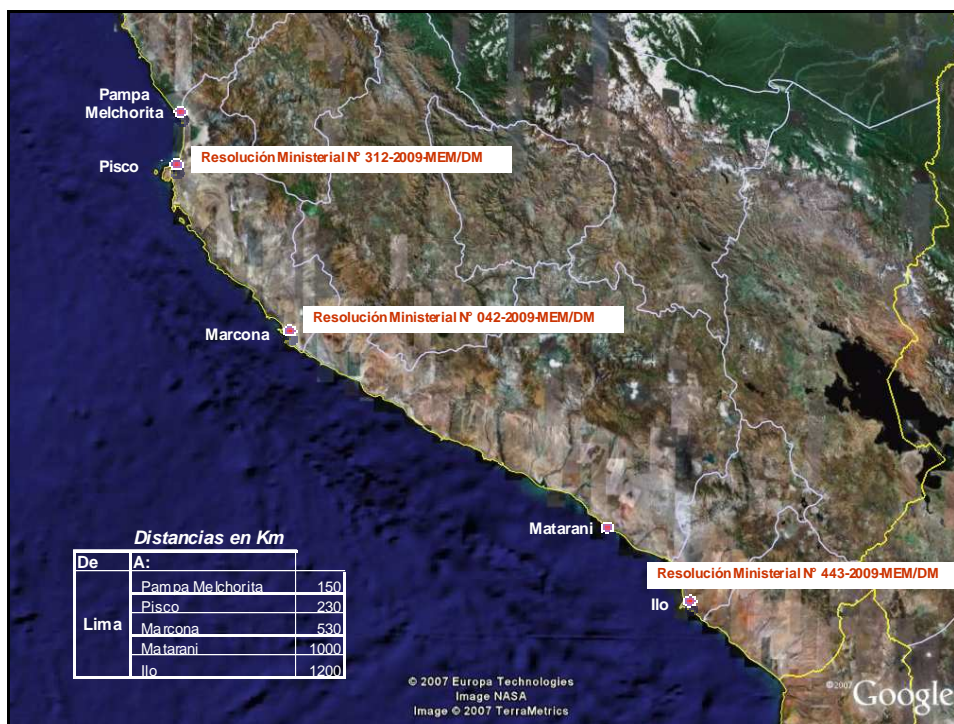 Pampa
Melchorita
Resolución Ministerial N° 312-2009-MEM/DM
Pisco
Resolución Ministerial N° 042-2009-MEM/DM
Marcona
Matarani
Resolución Ministerial N° 443-2009-MEM/DM
Ilo
Distancias en Km
De A:
Lima
Pampa Melchorita 150
Pisco 230
Marcona 530
Matarani 1000
Ilo 1200
© 2007 Europa Technologies
Image NASA
Image © 2007 TerraMetrics
©2007 Google